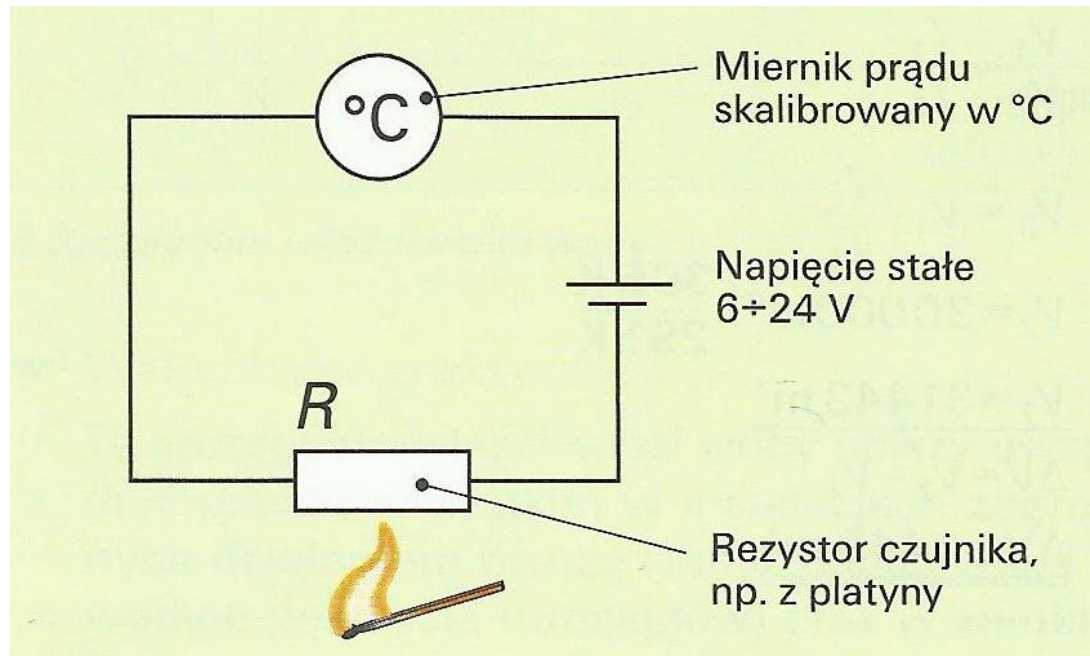 °C
Miernik prądu
skalibrowany w °C
Napięcie stałe
6÷24 V
R
Rezystor czujnika,
np. z platyny